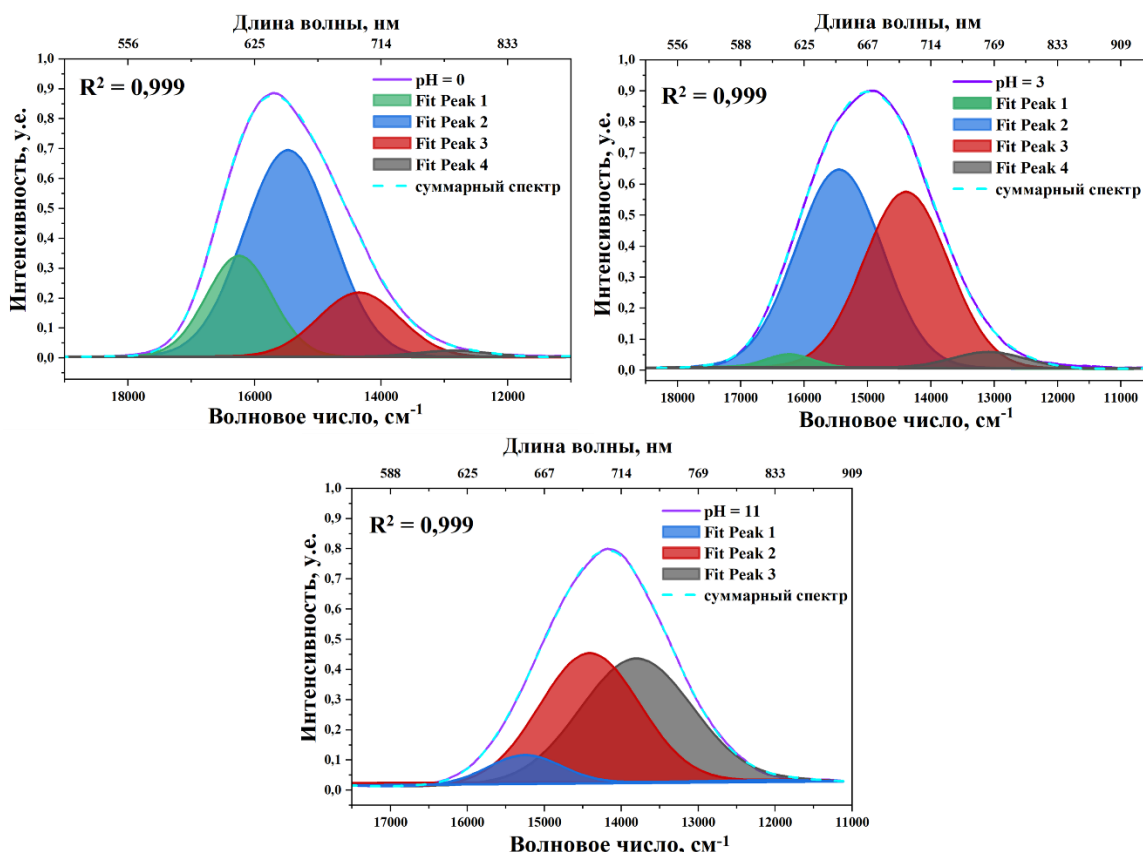 Длина волны, нм
556 625 714 833
R² = 0,999
pH = 0
Fit Peak 1
Fit Peak 2
Fit Peak 3
Fit Peak 4
суммарный спектр
Интенсивность, у.е.
1,0
0,9
0,8
0,7
0,6
0,5
0,4
0,3
0,2
0,1
0,0
18000 16000 14000 12000
Волновое число, см⁻¹
Длина волны, нм
556 588 625 667 714 769 833 909
R² = 0,999
pH = 3
Fit Peak 1
Fit Peak 2
Fit Peak 3
Fit Peak 4
суммарный спектр
Интенсивность, у.е.
1,0
0,9
0,8
0,7
0,6
0,5
0,4
0,3
0,2
0,1
0,0
18000 17000 16000 15000 14000 13000 12000 11000
Волновое число, см⁻¹
Длина волны, нм
588 625 667 714 769 833 909
R² = 0,999
pH = 11
Fit Peak 1
Fit Peak 2
Fit Peak 3
суммарный спектр
Интенсивность, у.е.
1,0
0,9
0,8
0,7
0,6
0,5
0,4
0,3
0,2
0,1
0,0
17000 16000 15000 14000 13000 12000 11000
Волновое число, см⁻¹